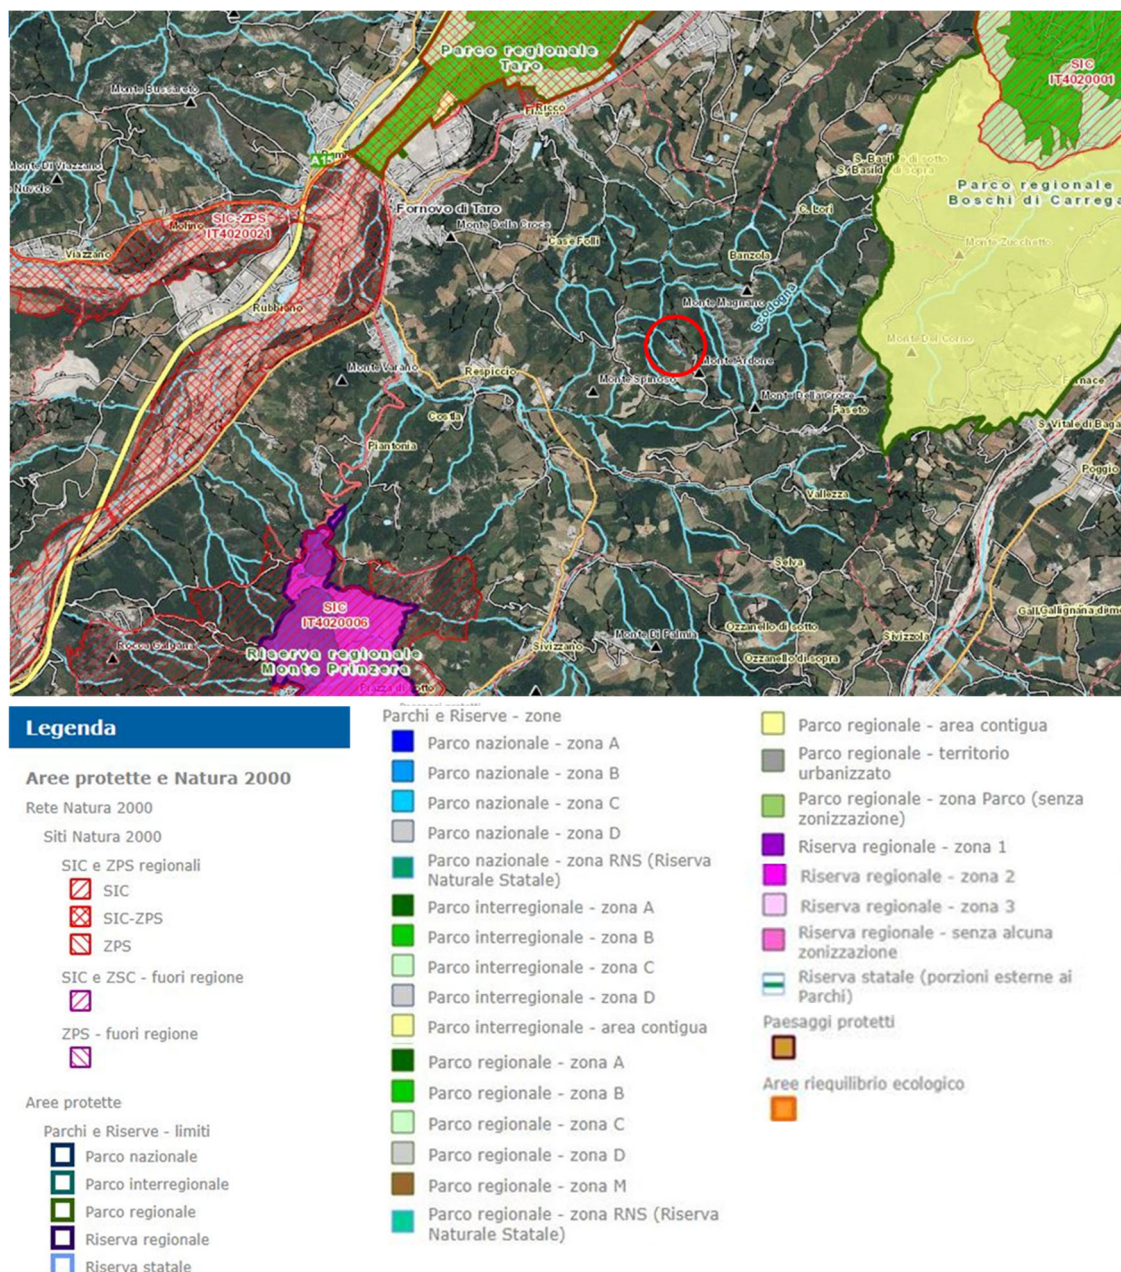 Parco regionale
Taro
SIC
IT4020001
Monte Bussareto
Ricco
A15
Monte Di Viazzano
S. Basilide di sotto
S. Basilide di sopra
Parco regionale
Boschi di Carrega
SIC-ZPS
IT4020021
Molino
Fornovo di Taro
Monte Della Croce
C. Lori
Viazzano
Case Folli
Banzola
Monte Zucchetto
Rubbiano
Monte Magnano
Scodogna
Monte Del Corno
Monte Varano
Respiccio
Monte Spinoso
Monte Ardone
Fornace
Monte Della Croce
Faseto
Costla
S. Vitale di Baga
Piantonia
Poggio
Vallezza
Selva
SIC
IT4020006
Rocca Galgana
Riserva regionale
Monte Prinzera
Sivizzano
Monte Di Palmia
Ozzanello di sotto
Ozzanello di sopra
Sivizzola
Gallignana di me
Legenda
Aree protette e Natura 2000
Rete Natura 2000
Siti Natura 2000
SIC e ZPS regionali
SIC
SIC-ZPS
ZPS
SIC e ZSC - fuori regione
ZPS - fuori regione
Aree protette
Parchi e Riserve - limiti
Parco nazionale
Parco interregionale
Parco regionale
Riserva regionale
Riserva statale
Parchi e Riserve - zone
Parco nazionale - zona A
Parco nazionale - zona B
Parco nazionale - zona C
Parco nazionale - zona D
Parco nazionale - zona RNS (Riserva
Naturale Statale)
Parco interregionale - zona A
Parco interregionale - zona B
Parco interregionale - zona C
Parco interregionale - zona D
Parco interregionale - area contigua
Parco regionale - zona A
Parco regionale - zona B
Parco regionale - zona C
Parco regionale - zona D
Parco regionale - zona M
Parco regionale - zona RNS (Riserva
Naturale Statale)
Parco regionale - area contigua
Parco regionale - territorio
urbanizzato
Parco regionale - zona Parco (senza
zonizzazione)
Riserva regionale - zona 1
Riserva regionale - zona 2
Riserva regionale - zona 3
Riserva regionale - senza alcuna
zonizzazione
Riserva statale (porzioni esterne ai
Parchi)
Paesaggi protetti
Aree riequilibrio ecologico